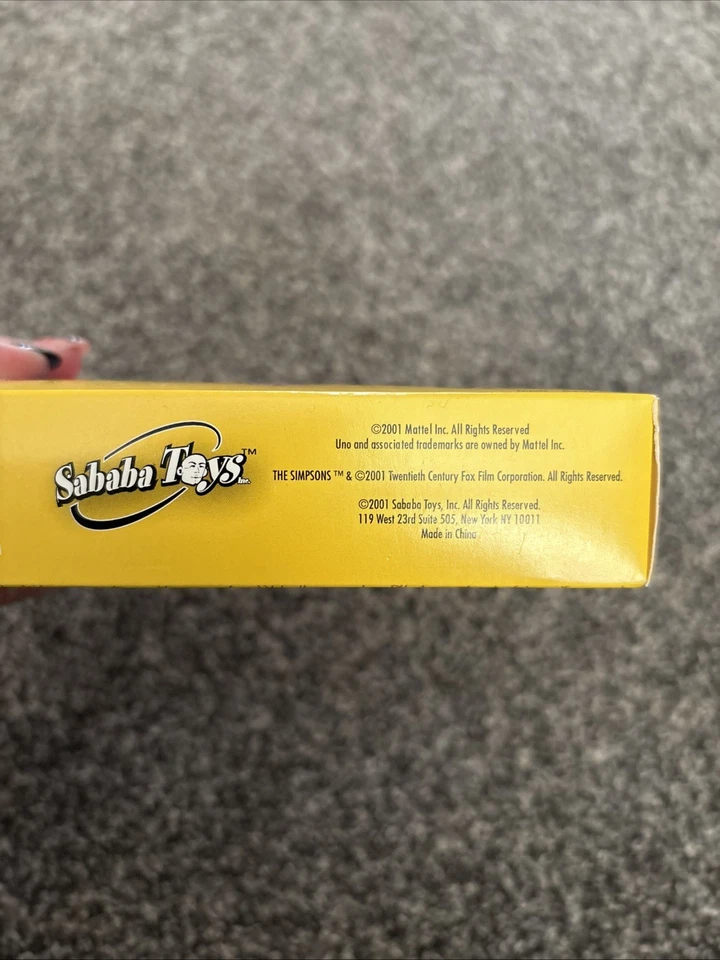 Sababa Toys™ Inc.
©2001 Mattel Inc. All Rights Reserved
Uno and associated trademarks are owned by Mattel Inc.
THE SIMPSONS ™ & ©2001 Twentieth Century Fox Film Corporation. All Rights Reserved.
©2001 Sababa Toys, Inc. All Rights Reserved.
119 West 23rd Suite 505, New York NY 10011
Made in China